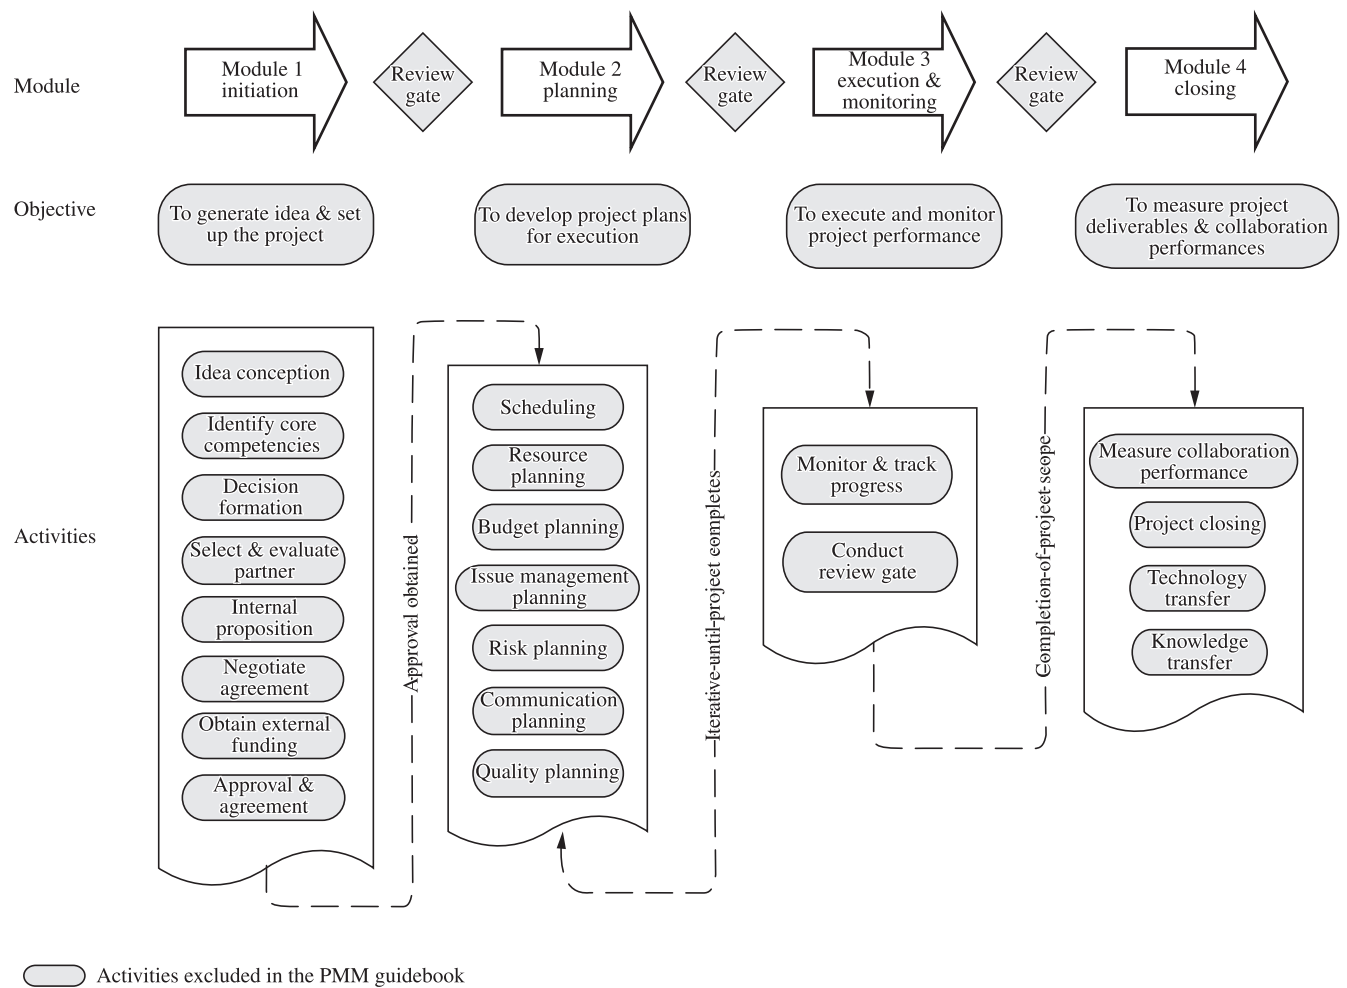 Module
Module 1
initiation
Review
gate
Module 2
planning
Review
gate
Module 3
execution &
monitoring
Review
gate
Module 4
closing
Objective
To generate idea & set
up the project
To develop project plans
for execution
To execute and monitor
project performance
To measure project
deliverables & collaboration
performances
Activities
Idea conception
Identify core
competencies
Decision
formation
Select & evaluate
partner
Internal
proposition
Negotiate
agreement
Obtain external
funding
Approval &
agreement
Approval obtained
Scheduling
Resource
planning
Budget planning
Issue management
planning
Risk planning
Communication
planning
Quality planning
Iterative-until-project completes
Monitor & track
progress
Conduct
review gate
Completion-of-project-scope
Measure collaboration
performance
Project closing
Technology
transfer
Knowledge
transfer
Activities excluded in the PMM guidebook